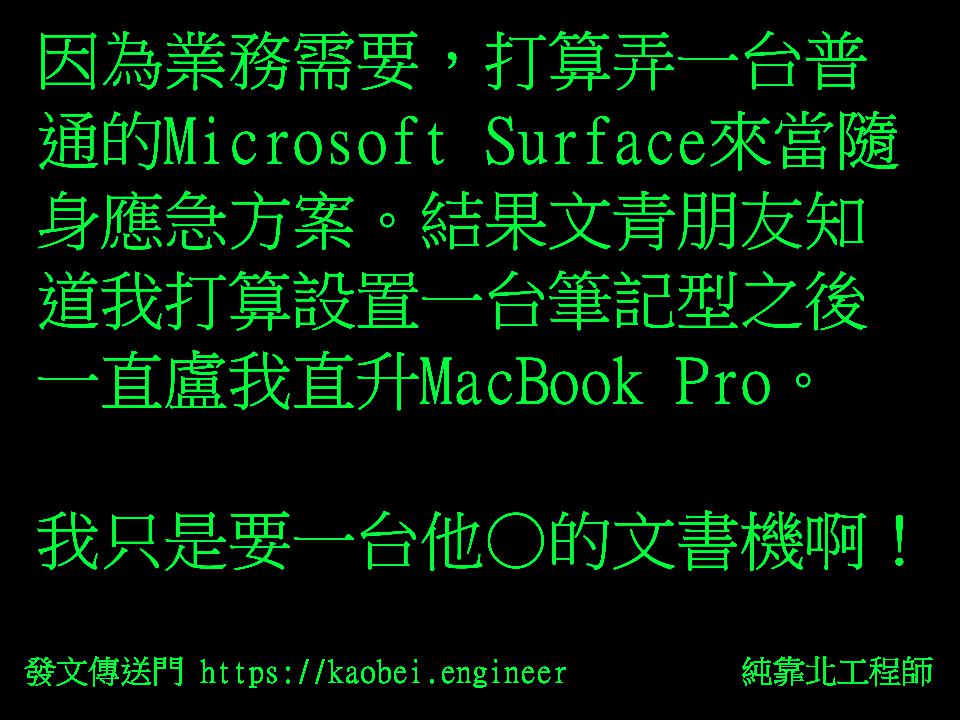 因為業務需要，打算弄一台普
通的Microsoft Surface來當隨
身應急方案。結果文青朋友知
道我打算設置一台筆記型之後
一直盧我直升MacBook Pro。
我只是要一台他○的文書機啊！
發文傳送門 https://kaobei.engineer
純靠北工程師